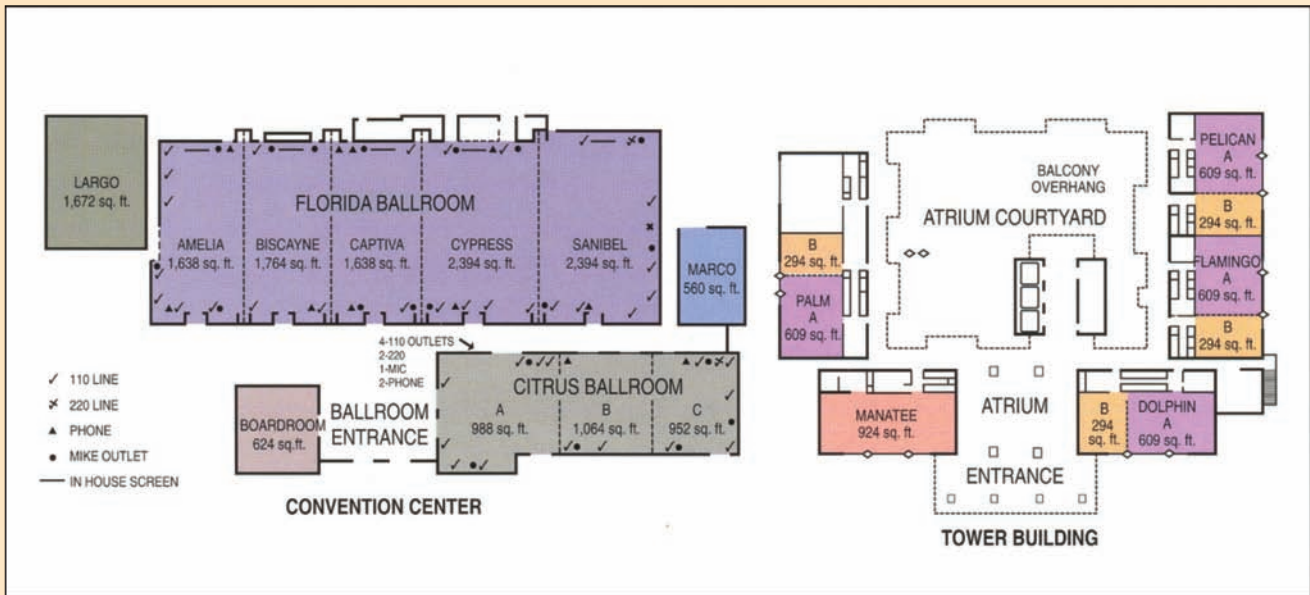 LARGO
1,672 sq. ft.
FLORIDA BALLROOM
AMELIA
1,638 sq. ft.
BISCAYNE
1,764 sq. ft.
CAPTIVA
1,638 sq. ft.
CYPRESS
2,394 sq. ft.
SANIBEL
2,394 sq. ft.
MARCO
560 sq. ft.
4-110 OUTLETS
2-220
1-MIC
2-PHONE
CITRUS BALLROOM
A
988 sq. ft.
B
1,064 sq. ft.
C
952 sq. ft.
BOARDROOM
624 sq.ft.
BALLROOM
ENTRANCE
110 LINE
220 LINE
PHONE
MIKE OUTLET
IN HOUSE SCREEN
CONVENTION CENTER
BALCONY
OVERHANG
ATRIUM COURTYARD
B
294 sq. ft.
PALM
A
609 sq. ft.
PELICAN
A
609 sq. ft.
B
294 sq. ft.
FLAMINGO
A
609 sq. ft.
B
294 sq. ft.
MANATEE
924 sq. ft.
ATRIUM
B
294
sq. ft.
DOLPHIN
A
609 sq. ft.
ENTRANCE
TOWER BUILDING